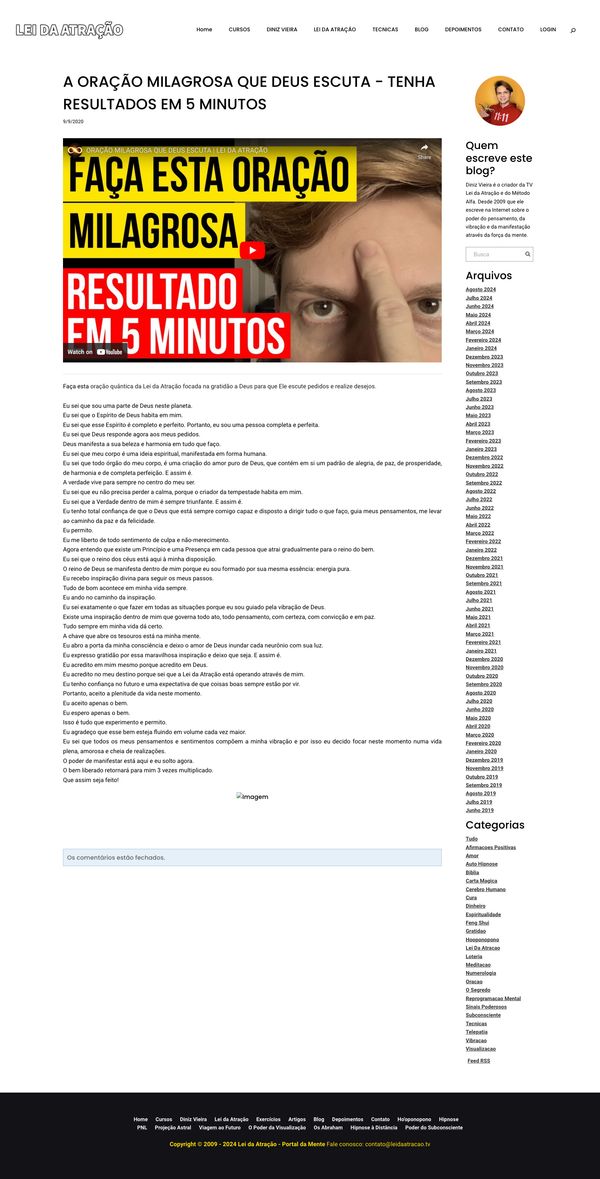 LEI DA ATRAÇÃO
Home CURSOS DINIZ VIEIRA LEI DA ATRAÇÃO TECNICAS BLOG DEPOIMENTOS CONTATO LOGIN
A ORAÇÃO MILAGROSA QUE DEUS ESCUTA - TENHA
RESULTADOS EM 5 MINUTOS
9/9/2020
ORAÇÃO MILAGROSA QUE DEUS ESCUTA | LEI DA ATRAÇÃO
Share
FAÇA ESTA ORAÇÃO
MILAGROSA
RESULTADO
EM 5 MINUTOS
Watch on YouTube
Faça esta oração quântica da Lei da Atração focada na gratidão a Deus para que Ele escute pedidos e realize desejos.
Eu sei que sou uma parte de Deus neste planeta.
Eu sei que o Espírito de Deus habita em mim.
Eu sei que esse Espírito é completo e perfeito. Portanto, eu sou uma pessoa completa e perfeita.
Eu sei que Deus responde agora aos meus pedidos.
Deus manifesta a sua beleza e harmonia em tudo que faço.
Eu sei que meu corpo é uma ideia espiritual, manifestada em forma humana.
Eu sei que todo órgão do meu corpo, é uma criação do amor puro de Deus, que contém em si um padrão de alegria, de paz, de prosperidade,
de harmonia e de completa perfeição. E assim é.
A verdade vive para sempre no centro do meu ser.
Eu sei que eu não precisa perder a calma, porque o criador da tempestade habita em mim.
Eu sei que a Verdade dentro de mim é sempre triunfante. E assim é.
Eu tenho total confiança de que o Deus que está sempre comigo capaz e disposto a dirigir tudo o que faço, guia meus pensamentos, me levar
ao caminho da paz e da felicidade.
Eu permito.
Eu me liberto de todo sentimento de culpa e não-merecimento.
Agora entendo que existe um Princípio e uma Presença em cada pessoa que atrai gradualmente para o reino do bem.
Eu sei que o reino dos céus está aqui à minha disposição.
O reino de Deus se manifesta dentro de mim porque eu sou formado por sua mesma essência: energia pura.
Eu recebo inspiração divina para seguir os meus passos.
Tudo de bom acontece em minha vida sempre.
Eu ando no caminho da inspiração.
Eu sei exatamente o que fazer em todas as situações porque eu sou guiado pela vibração de Deus.
Existe uma inspiração dentro de mim que governa todo ato, todo pensamento, com certeza, com convicção e em paz.
Tudo sempre em minha vida dá certo.
A chave que abre os tesouros está na minha mente.
Eu abro a porta da minha consciência e deixo o amor de Deus inundar cada neurônio com sua luz.
Eu expresso gratidão por essa maravilhosa inspiração e deixo que seja. E assim é.
Eu acredito em mim mesmo porque acredito em Deus.
Eu acredito no meu destino porque sei que a Lei da Atração está operando através de mim.
Eu tenho confiança no futuro e uma expectativa de que coisas boas sempre estão por vir.
Portanto, aceito a plenitude da vida neste momento.
Eu aceito apenas o bem.
Eu espero apenas o bem.
Isso é tudo que experimento e permito.
Eu agradeço que esse bem esteja fluindo em volume cada vez maior.
Eu sei que todos os meus pensamentos e sentimentos compõem a minha vibração e por isso eu decido focar neste momento numa vida
plena, amorosa e cheia de realizações.
O poder de manifestar está aqui e eu solto agora.
O bem liberado retornará para mim 3 vezes multiplicado.
Que assim seja feito!
imagem
Os comentários estão fechados.
11:11
Quem
escreve este
blog?
Diniz Vieira é o criador da TV
Lei da Atração e do Método
Alfa. Desde 2009 que ele
escreve na Internet sobre o
poder do pensamento, da
vibração e da manifestação
através da força da mente.
Busca
Arquivos
Agosto 2024
Julho 2024
Junho 2024
Maio 2024
Abril 2024
Março 2024
Fevereiro 2024
Janeiro 2024
Dezembro 2023
Novembro 2023
Outubro 2023
Setembro 2023
Agosto 2023
Julho 2023
Junho 2023
Maio 2023
Abril 2023
Março 2023
Fevereiro 2023
Janeiro 2023
Dezembro 2022
Novembro 2022
Outubro 2022
Setembro 2022
Agosto 2022
Julho 2022
Junho 2022
Maio 2022
Abril 2022
Março 2022
Fevereiro 2022
Janeiro 2022
Dezembro 2021
Novembro 2021
Outubro 2021
Setembro 2021
Agosto 2021
Julho 2021
Junho 2021
Maio 2021
Abril 2021
Março 2021
Fevereiro 2021
Janeiro 2021
Dezembro 2020
Novembro 2020
Outubro 2020
Setembro 2020
Agosto 2020
Julho 2020
Junho 2020
Maio 2020
Abril 2020
Março 2020
Fevereiro 2020
Janeiro 2020
Dezembro 2019
Novembro 2019
Outubro 2019
Setembro 2019
Agosto 2019
Julho 2019
Junho 2019
Categorias
Tudo
Afirmacoes Positivas
Amor
Auto Hipnose
Biblia
Carta Magica
Cerebro Humano
Cura
Dinheiro
Espiritualidade
Feng Shui
Gratidao
Hooponopono
Lei Da Atracao
Loteria
Meditacao
Numerologia
Oracao
O Segredo
Reprogramacao Mental
Sinais Poderosos
Subconsciente
Tecnicas
Telepatia
Vibracao
Visualizacao
Feed RSS
Home Cursos Diniz Vieira Lei da Atração Exercícios Artigos Blog Depoimentos Contato Ho'oponopono Hipnose
PNL Projeção Astral Viagem ao Futuro O Poder da Visualização Os Abraham Hipnose à Distância Poder do Subconsciente
Copyright © 2009 - 2024 Lei da Atração - Portal da Mente Fale conosco: contato@leidaatracao.tv